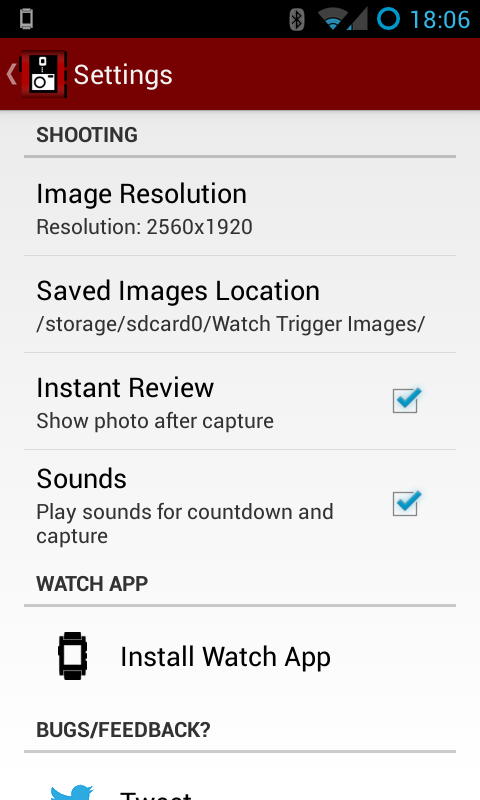 18:06
Settings
SHOOTING
Image Resolution
Resolution: 2560x1920
Saved Images Location
/storage/sdcard0/Watch Trigger Images/
Instant Review
Show photo after capture
Sounds
Play sounds for countdown and
capture
WATCH APP
Install Watch App
BUGS/FEEDBACK?
Tweet